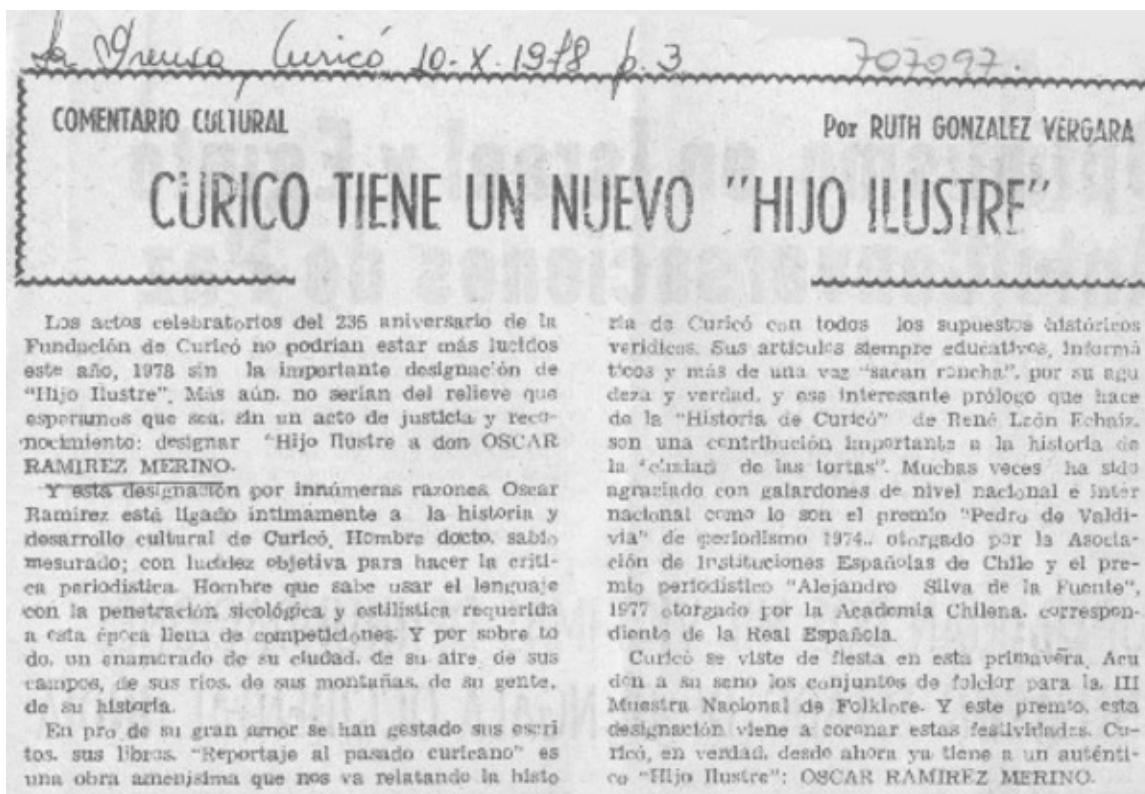 La Prensa, Curicó 10-X-1978 p. 3
707097.
COMENTARIO CULTURAL
Por RUTH GONZALEZ VERGARA
CURICO TIENE UN NUEVO "HIJO ILUSTRE"
Los actos celebratorios del 235 aniversario de la
Fundación de Curicó no podrían estar más lucidos
este año, 1978 sin la importante designación de
"Hijo Ilustre". Más aún. no serían del relieve que
esperamos que sea. sin un acto de justicia y reco-
nocimiento: designar "Hijo Ilustre a don OSCAR
RAMIREZ MERINO.
Y esta designación por innúmeras razones. Oscar
Ramirez está ligado íntimamente a la historia y
desarrollo cultural de Curicó. Hombre docto. sabio
mesurado; con lucidez objetiva para hacer la criti-
ca periodistica. Hombre que sabe usar el lenguaje
con la penetración sicológica y estilistica requerida
a esta época llena de competiciones. Y por sobre to
do. un enamorado de su ciudad. de su aire. de sus
campos, de sus rios. de sus montañas. de su gente.
de su historia.
En pro de su gran amor se han gestado sus escri
tos. sus libros. "Reportaje al pasado curicano" es
una obra amenísima que nos va relatando la histo
ria de Curicó con todos los supuestos históricos
verídicos. Sus articulos siempre educativos, informá
ticos y más de una vez "sacan roncha". por su agu
deza y verdad. y ese interesante prólogo que hace
de la "Historia de Curicó" de René León Echaiz.
son una contribución importante a la historia de
la "ciudad de las tortas". Muchas veces ha sido
agraciado con galardones de nivel nacional e inter
nacional como lo son el premio "Pedro de Valdi-
via" de periodismo 1974.. otorgado por la Asocia-
ción de Instituciones Españolas de Chile y el pre-
mio periodístico "Alejandro Silva de la Fuente".
1977 otorgado por la Academia Chilena. correspon-
diente de la Real Española.
Curicó se viste de fiesta en esta primavera. Acu
den a su seno los conjuntos de folclor para la III
Muestra Nacional de Folklore. Y este premio. esta
designación viene a coronar estas festividades. Cu-
ricó, en verdad. desde ahora ya tiene a un auténti-
co "Hijo Ilustre": OSCAR RAMIREZ MERINO.